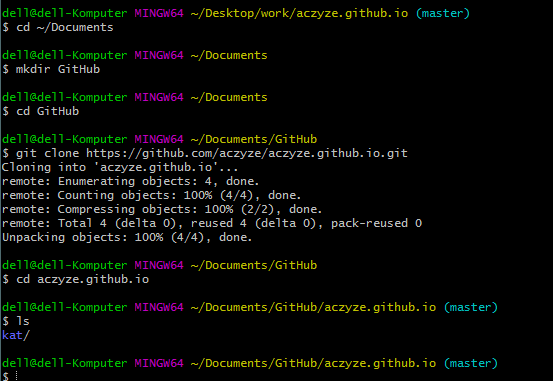 dell@dell-Komputer MINGW64 ~/Desktop/work/aczyze.github.io (master)
$ cd ~/Documents
dell@dell-Komputer MINGW64 ~/Documents
$ mkdir GitHub
dell@dell-Komputer MINGW64 ~/Documents
$ cd GitHub
dell@dell-Komputer MINGW64 ~/Documents/GitHub
$ git clone https://github.com/aczyze/aczyze.github.io.git
Cloning into 'aczyze.github.io'...
remote: Enumerating objects: 4, done.
remote: Counting objects: 100% (4/4), done.
remote: Compressing objects: 100% (2/2), done.
remote: Total 4 (delta 0), reused 4 (delta 0), pack-reused 0
Unpacking objects: 100% (4/4), done.
dell@dell-Komputer MINGW64 ~/Documents/GitHub
$ cd aczyze.github.io
dell@dell-Komputer MINGW64 ~/Documents/GitHub/aczyze.github.io (master)
$ ls
kat/
dell@dell-Komputer MINGW64 ~/Documents/GitHub/aczyze.github.io (master)
$